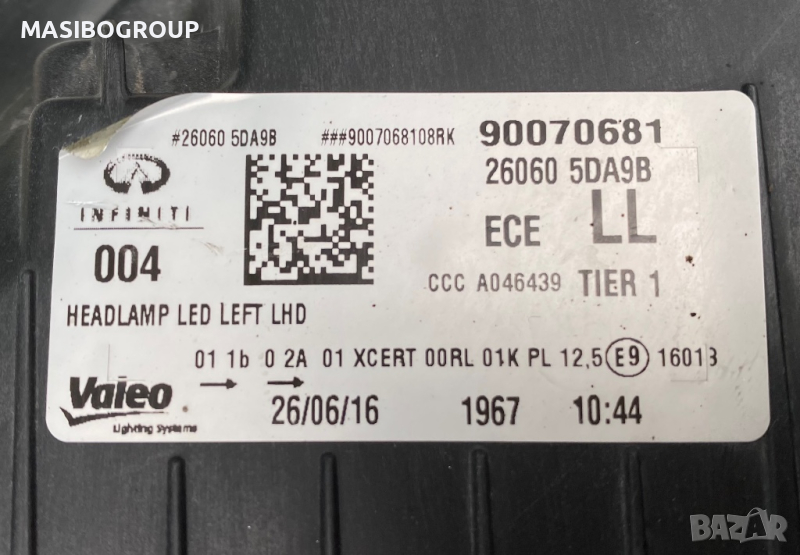 MASIBOGROUP
#26060 5DA9B ###9007068108RK 90070681
26060 5DA9B
INFINITI
ECE LL
004
CCC A046439 TIER 1
HEADLAMP LED LEFT LHD
01 1b 0 2A 01 XCERT 00RL 01K PL 12,5 E9 16013
Valeo
Lighting Systems
26/06/16 1967 10:44
BAZAR